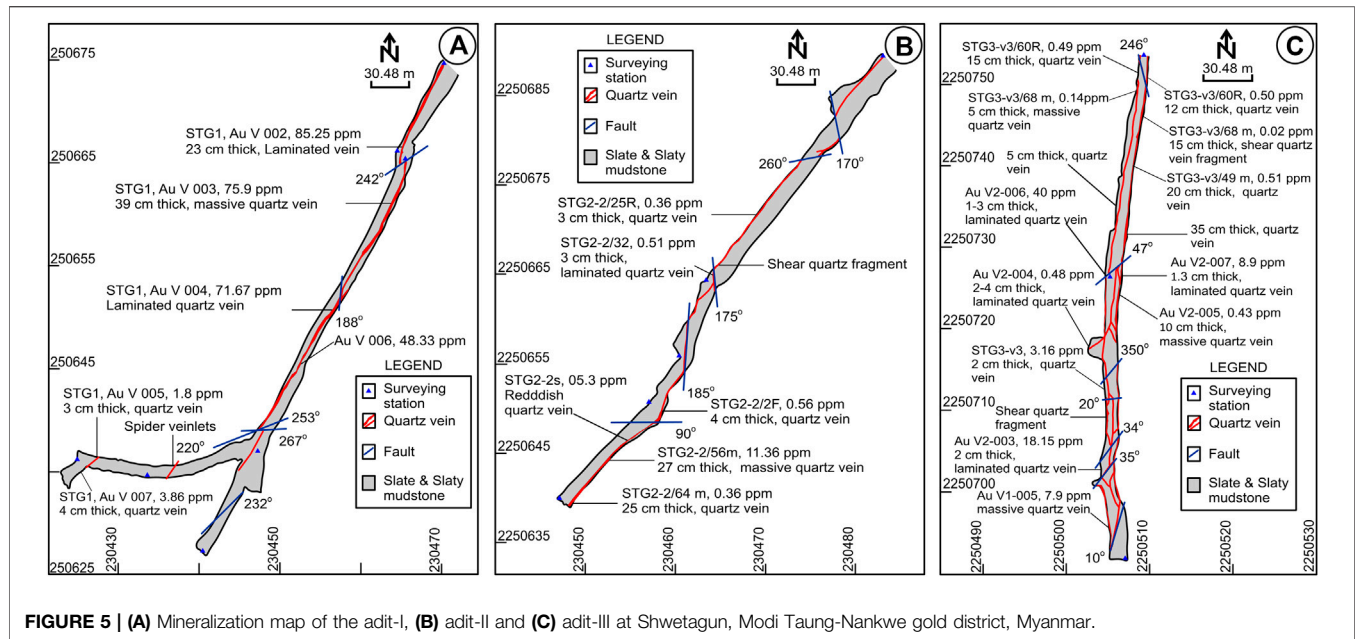 A
N
30.48 m
250675
250665
250655
250645
250625
STG1, Au V 002, 85.25 ppm
23 cm thick, Laminated vein
242°
STG1, Au V 003, 75.9 ppm
39 cm thick, massive quartz vein
STG1, Au V 004, 71.67 ppm
Laminated quartz vein
188°
Au V 006, 48.33 ppm
STG1, Au V 005, 1.8 ppm
3 cm thick, quartz vein
Spider veinlets
220°
253°
267°
STG1, Au V 007, 3.86 ppm
4 cm thick, quartz vein
232°
LEGEND
Surveying
station
Quartz vein
Fault
Slate & Slaty
mudstone
230430
230450
230470
B
LEGEND
Surveying
station
Quartz vein
Fault
Slate & Slaty
mudstone
N
30.48 m
2250685
2250675
2250665
2250655
2250645
2250635
260°
170°
STG2-2/25R, 0.36 ppm
3 cm thick, quartz vein
STG2-2/32, 0.51 ppm
3 cm thick,
laminated quartz vein
Shear quartz fragment
175°
185°
STG2-2s, 05.3 ppm
Redddish
quartz vein
STG2-2/2F, 0.56 ppm
4 cm thick, quartz vein
90°
STG2-2/56m, 11.36 ppm
27 cm thick, massive quartz vein
STG2-2/64 m, 0.36 ppm
25 cm thick, quartz vein
230450
230460
230470
230480
C
N
30.48 m
2250750
2250740
2250730
2250720
2250710
2250700
STG3-v3/60R, 0.49 ppm
15 cm thick, quartz vein
246°
STG3-v3/68 m, 0.14ppm
5 cm thick, massive
quartz vein
STG3-v3/60R, 0.50 ppm
12 cm thick, quartz vein
STG3-v3/68 m, 0.02 ppm
15 cm thick, shear quartz
vein fragment
5 cm thick, quartz
vein
STG3-v3/49 m, 0.51 ppm
20 cm thick, quartz
vein
Au V2-006, 40 ppm
1-3 cm thick,
laminated quartz vein
35 cm thick, quartz
vein
47°
Au V2-004, 0.48 ppm
2-4 cm thick,
laminated quartz vein
Au V2-007, 8.9 ppm
1.3 cm thick,
laminated quartz vein
Au V2-005, 0.43 ppm
10 cm thick,
massive quartz vein
STG3-v3, 3.16 ppm
2 cm thick, quartz
vein
350°
20°
Shear quartz
fragment
34°
Au V2-003, 18.15 ppm
2 cm thick,
laminated quartz vein
35°
Au V1-005, 7.9 ppm
massive quartz vein
10°
LEGEND
Surveying
station
Quartz vein
Fault
Slate & Slaty
mudstone
2250490
2250500
2250510
2250520
2250530
FIGURE 5 | (A) Mineralization map of the adit-I, (B) adit-II and (C) adit-III at Shwetagun, Modi Taung-Nankwe gold district, Myanmar.